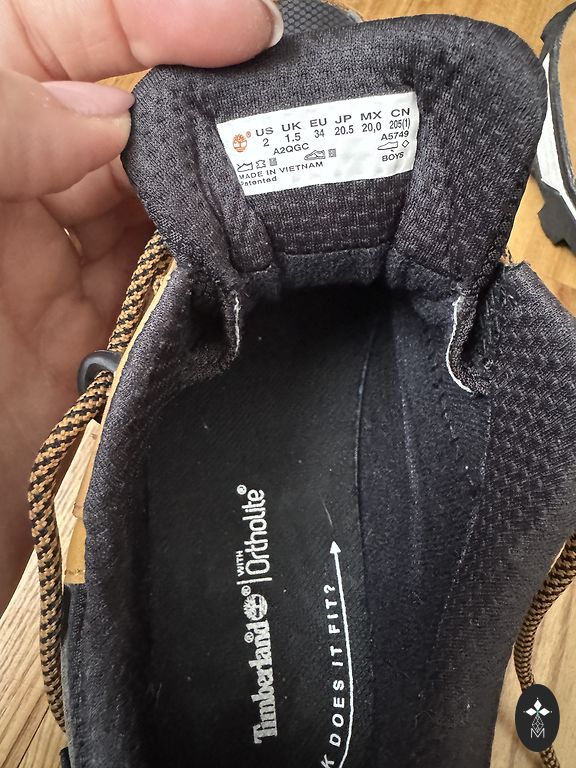 US UK EU JP MX CN
2 1.5 34 20.5 20,0 205(1)
A2QGC A5749
BOYS
MADE IN VIETNAM
Patented
Timberland® | WITH OrthoLite®
K DOES IT FIT?
M